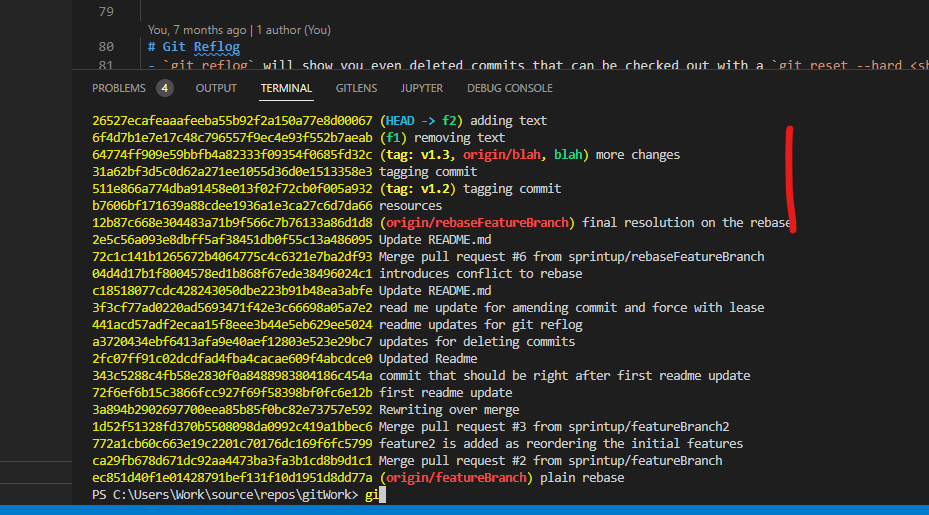 79
You, 7 months ago | 1 author (You)
80 # Git Reflog
81 - `git reflog` will show you even deleted commits that can be checked out with a `git reset --hard <sh
PROBLEMS 4 OUTPUT TERMINAL GITLENS JUPYTER DEBUG CONSOLE
26527ecafeaaafeeba55b92f2a150a77e8d00067 (HEAD -> f2) adding text
6f4d7b1e7e17c48c796557f9ec4e93f552b7aeab (f1) removing text
64774ff909e59bbfb4a82333f09354f0685fd32c (tag: v1.3, origin/blah, blah) more changes
31a62bf3d5c0d62a271ee1055d36d0e1513358e3 tagging commit
511e866a774dba91458e013f02f72cb0f005a932 (tag: v1.2) tagging commit
b7606bf171639a88cdee1936a1e3ca27c6d7da66 resources
12b87c668e304483a71b9f566c7b76133a86d1d8 (origin/rebaseFeatureBranch) final resolution on the rebase
2e5c56a093e8dbff5af38451db0f55c13a486095 Update README.md
72c1c141b1265672b4064775c4c6321e7ba2df93 Merge pull request #6 from sprintup/rebaseFeatureBranch
04d4d17b1f8004578ed1b868f67ede38496024c1 introduces conflict to rebase
c18518077cdc428243050dbe223b91b48ea3abfe Update README.md
3f3cf77ad0220ad5693471f42e3c66698a05a7e2 read me update for amending commit and force with lease
441acd57adf2ecaa15f8eee3b44e5eb629ee5024 readme updates for git reflog
a3720434ebf6413afa9e40aef12803e523e29bc7 updates for deleting commits
2fc07ff91c02dcdfad4fba4cacae609f4abcdce0 Updated Readme
343c5288c4fb58e2830f0a8488983804186c454a commit that should be right after first readme update
72f6ef6b15c3866fcc927f69f58398bf0fc6e12b first readme update
3a894b2902697700eea85b85f0bc82e73757e592 Rewriting over merge
1d52f51328fd370b5508098da0992c419a1bbec6 Merge pull request #3 from sprintup/featureBranch2
772a1cb60c663e19c2201c70176dc169f6fc5799 feature2 is added as reordering the initial features
ca29fb678d671dc92aa4473ba3fa3b1cd8b9d1c1 Merge pull request #2 from sprintup/featureBranch
ec851d40f1e01428791bef131f10d1951d8dd77a (origin/featureBranch) plain rebase
PS C:\Users\Work\source\repos\gitWork> gi